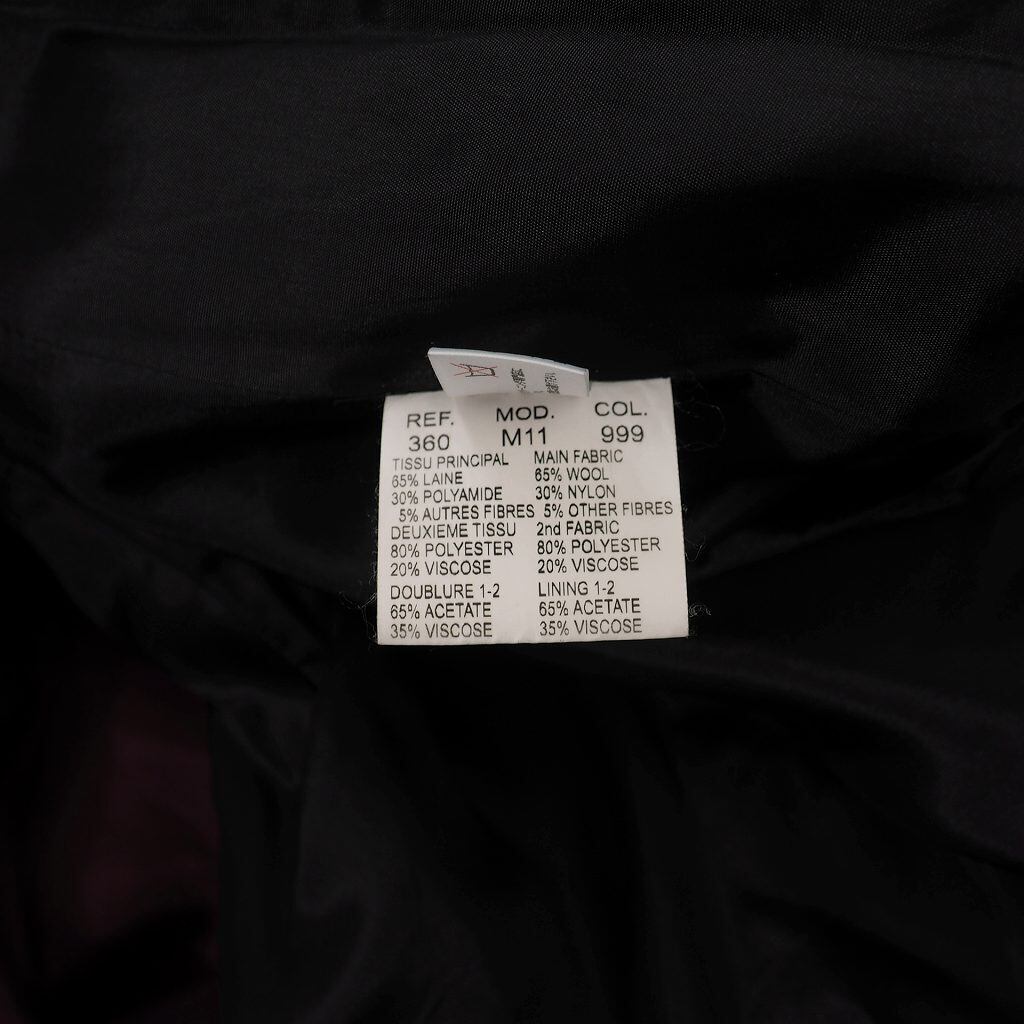 REF. MOD. COL.
360 M11 999
TISSU PRINCIPAL MAIN FABRIC
65% LAINE 65% WOOL
30% POLYAMIDE 30% NYLON
5% AUTRES FIBRES 5% OTHER FIBRES
DEUXIEME TISSU 2nd FABRIC
80% POLYESTER 80% POLYESTER
20% VISCOSE 20% VISCOSE
DOUBLURE 1-2 LINING 1-2
65% ACETATE 65% ACETATE
35% VISCOSE 35% VISCOSE